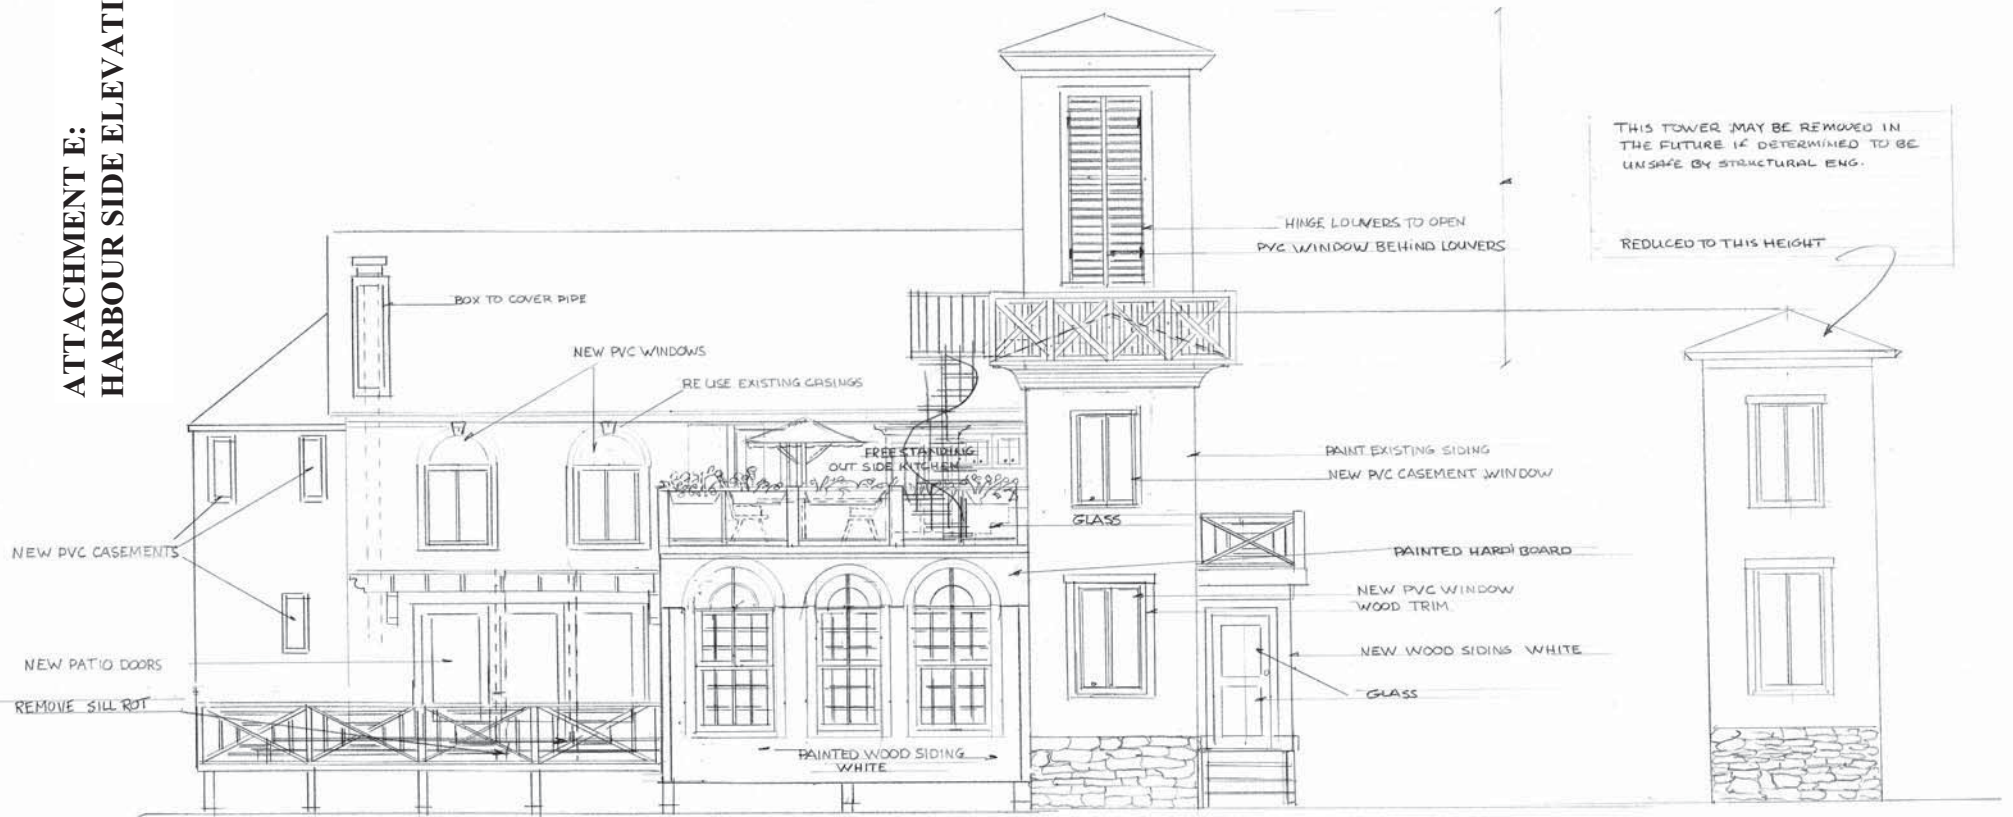 ATTACHMENT E:
HARBOUR SIDE ELEVATI
THIS TOWER MAY BE REMOVED IN
THE FUTURE IF DETERMINED TO BE
UNSAFE BY STRUCTURAL ENG.
REDUCED TO THIS HEIGHT
HINGE LOUVERS TO OPEN
PVC WINDOW BEHIND LOUVERS
BOX TO COVER PIPE
NEW PVC WINDOWS
RE USE EXISTING CASINGS
FREESTANDING
OUT SIDE KITCHEN
PAINT EXISTING SIDING
NEW PVC CASEMENT WINDOW
GLASS
NEW PVC CASEMENTS
PAINTED HARDI BOARD
NEW PVC WINDOW
WOOD TRIM.
NEW WOOD SIDING WHITE
GLASS
NEW PATIO DOORS
REMOVE SILL ROT
PAINTED WOOD SIDING
WHITE